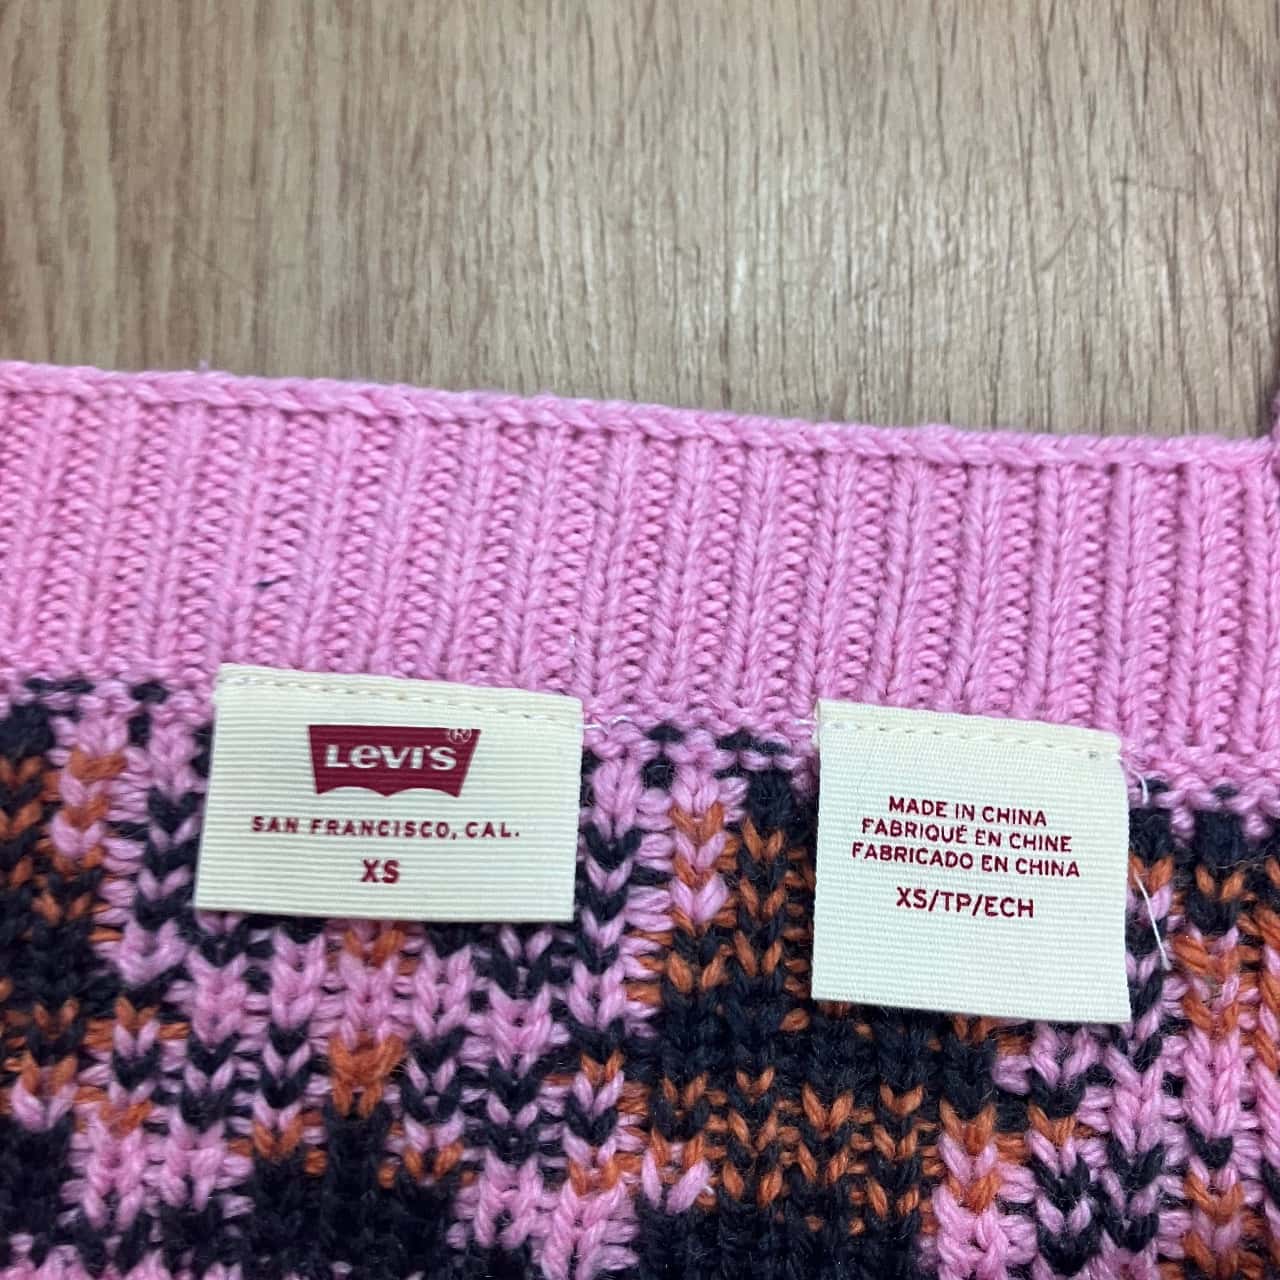 Levi's®
SAN FRANCISCO, CAL.
XS
MADE IN CHINA
FABRIQUÉ EN CHINE
FABRICADO EN CHINA
XS/TP/ECH